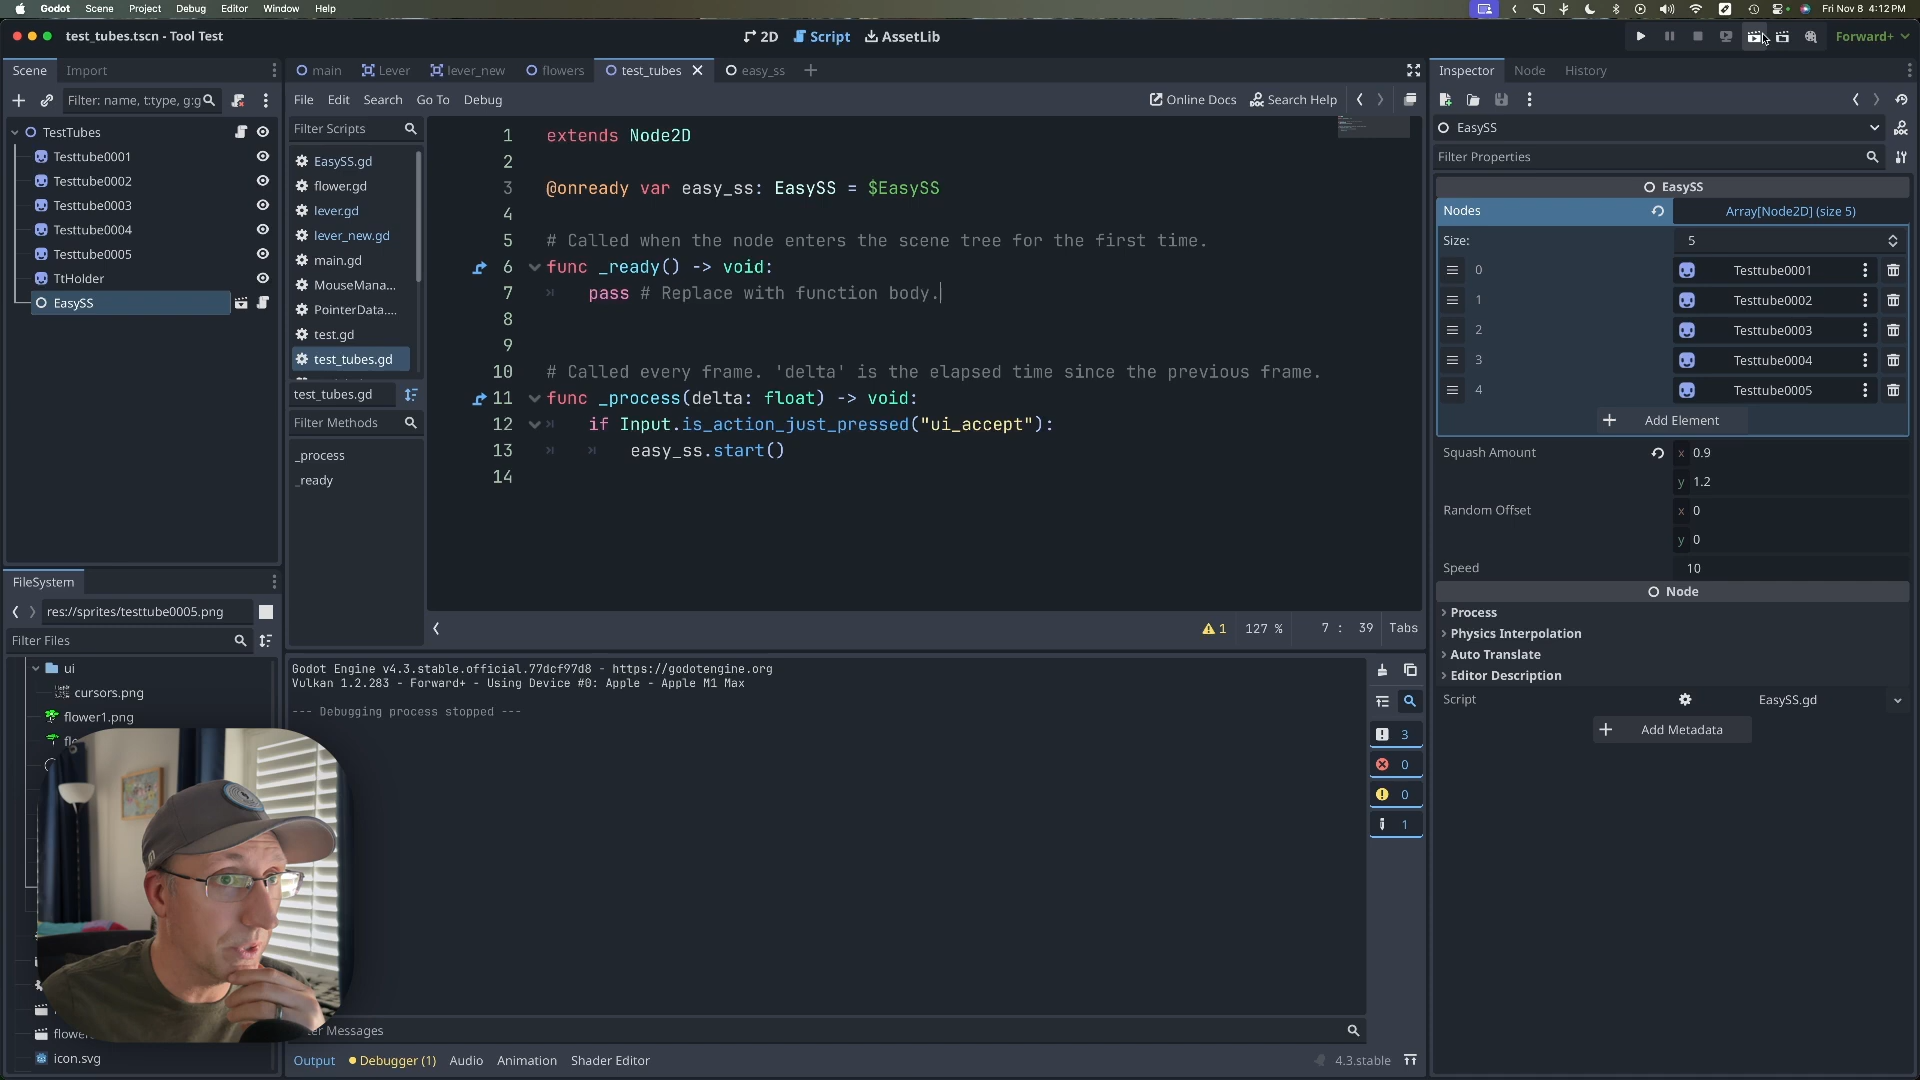 Godot Scene Project Debug Editor Window Help
Fri Nov 8 4:12 PM
test_tubes.tscn - Tool Test
2D Script AssetLib
Forward+
Scene Import
main Lever lever_new flowers test_tubes easy_ss
Inspector Node History
Filter: name, t:type, g:g
File Edit Search Go To Debug
Online Docs Search Help
TestTubes
Testtube0001
Testtube0002
Testtube0003
Testtube0004
Testtube0005
TtHolder
EasySS
Filter Scripts
EasySS.gd
flower.gd
lever.gd
lever_new.gd
main.gd
MouseMana...
PointerData....
test.gd
test_tubes.gd
test_tubes.gd
Filter Methods
_process
_ready
1 extends Node2D
2
3 @onready var easy_ss: EasySS = $EasySS
4
5 # Called when the node enters the scene tree for the first time.
6 func _ready() -> void:
7 pass # Replace with function body.
8
9
10 # Called every frame. 'delta' is the elapsed time since the previous frame.
11 func _process(delta: float) -> void:
12 if Input.is_action_just_pressed("ui_accept"):
13 easy_ss.start()
14
1 127 % 7 : 39 Tabs
EasySS
Filter Properties
EasySS
Nodes Array[Node2D] (size 5)
Size: 5
0 Testtube0001
1 Testtube0002
2 Testtube0003
3 Testtube0004
4 Testtube0005
Add Element
Squash Amount x 0.9
y 1.2
Random Offset x 0
y 0
Speed 10
Node
Process
Physics Interpolation
Auto Translate
Editor Description
Script EasySS.gd
Add Metadata
FileSystem
res://sprites/testtube0005.png
Filter Files
ui
cursors.png
flower1.png
icon.svg
Godot Engine v4.3.stable.official.77dcf97d8 - https://godotengine.org
Vulkan 1.2.283 - Forward+ - Using Device #0: Apple - Apple M1 Max
--- Debugging process stopped ---
3
0
0
1
Messages
Output Debugger (1) Audio Animation Shader Editor
4.3.stable